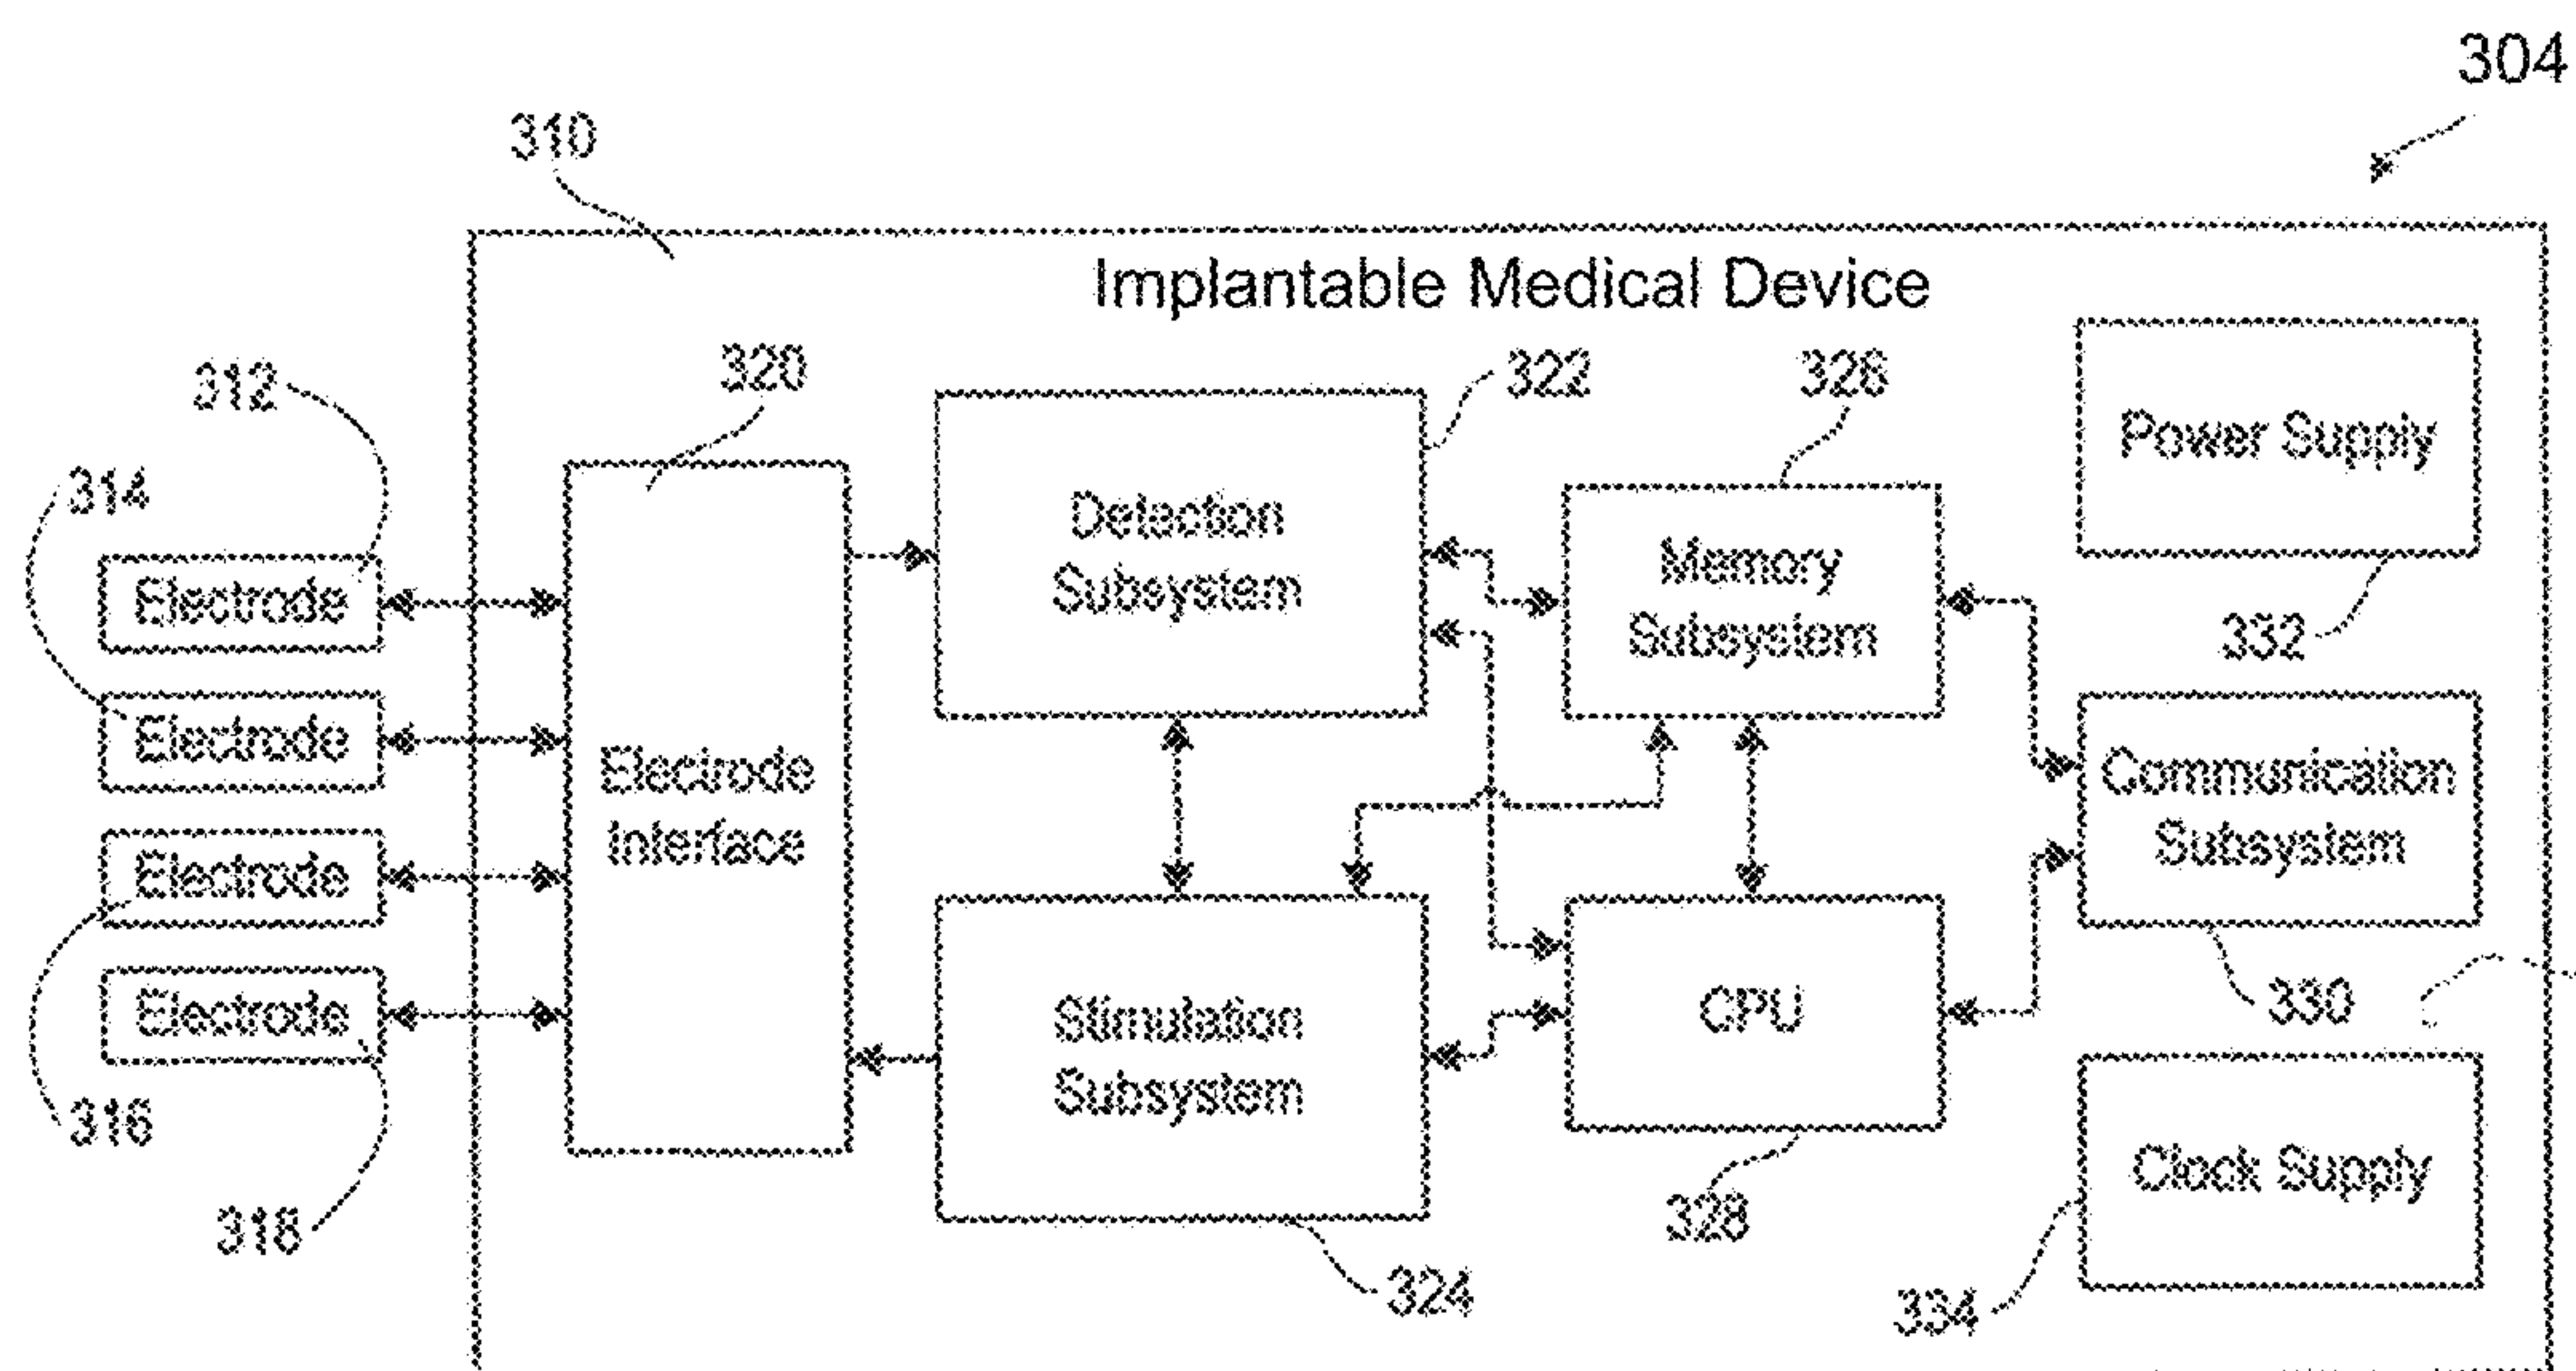 304
310
Implantable Medical Device
312
320
322
326
Power Supply
314
Detection
Subsystem
Memory
Subsystem
332
Electrode
Electrode
Electrode
Electrode
Electrode
Interface
Communication
Subsystem
330
Stimulation
Subsystem
CPU
316
318
328
Clock Supply
324
334